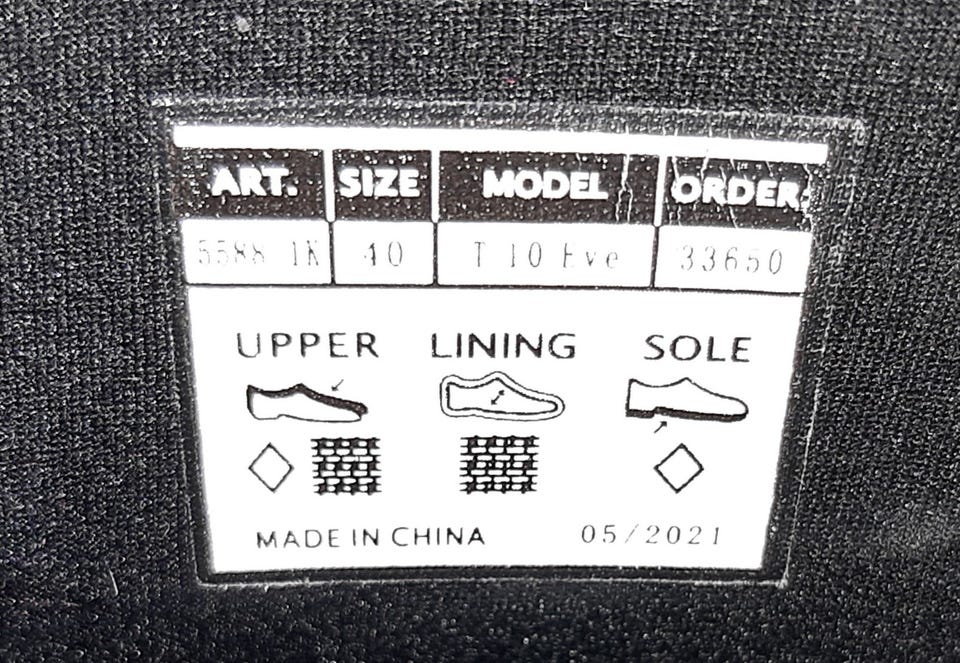 ART. SIZE MODEL ORDER:
5588 1K 40 T 10 Eve 33650
UPPER LINING SOLE
MADE IN CHINA 05/2021